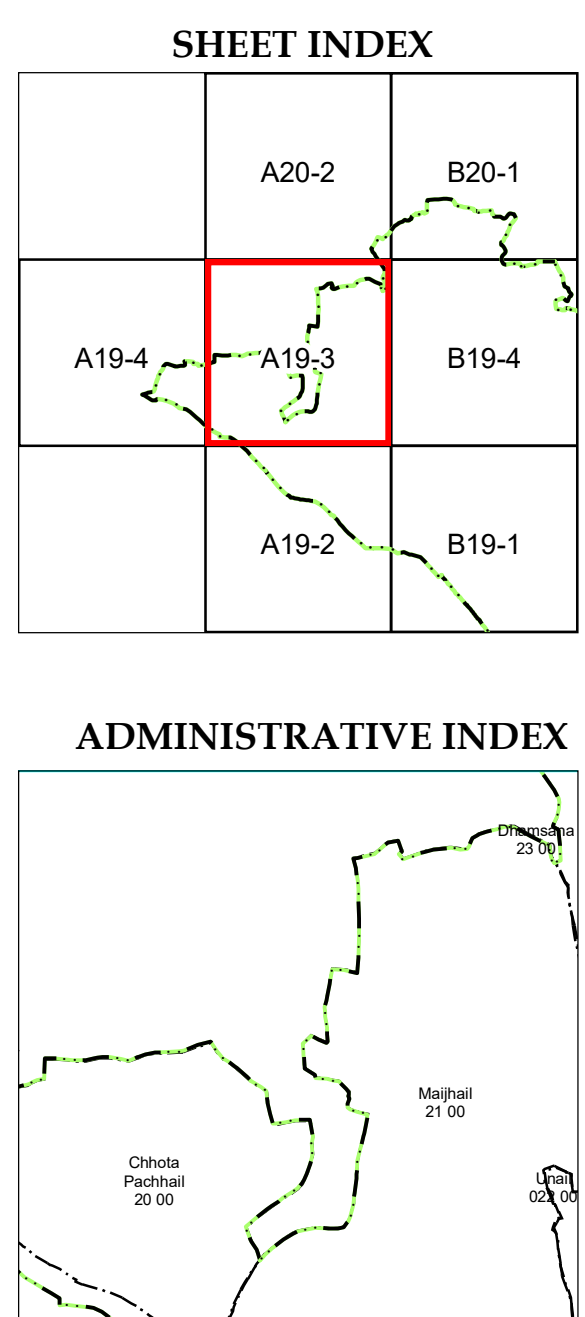 SHEET INDEX
A20-2 B20-1
A19-4 A19-3 B19-4
A19-2 B19-1
ADMINISTRATIVE INDEX
Dhamsana
23 00
Maijhail
21 00
Chhota
Pachhail
20 00
Unail
022 00